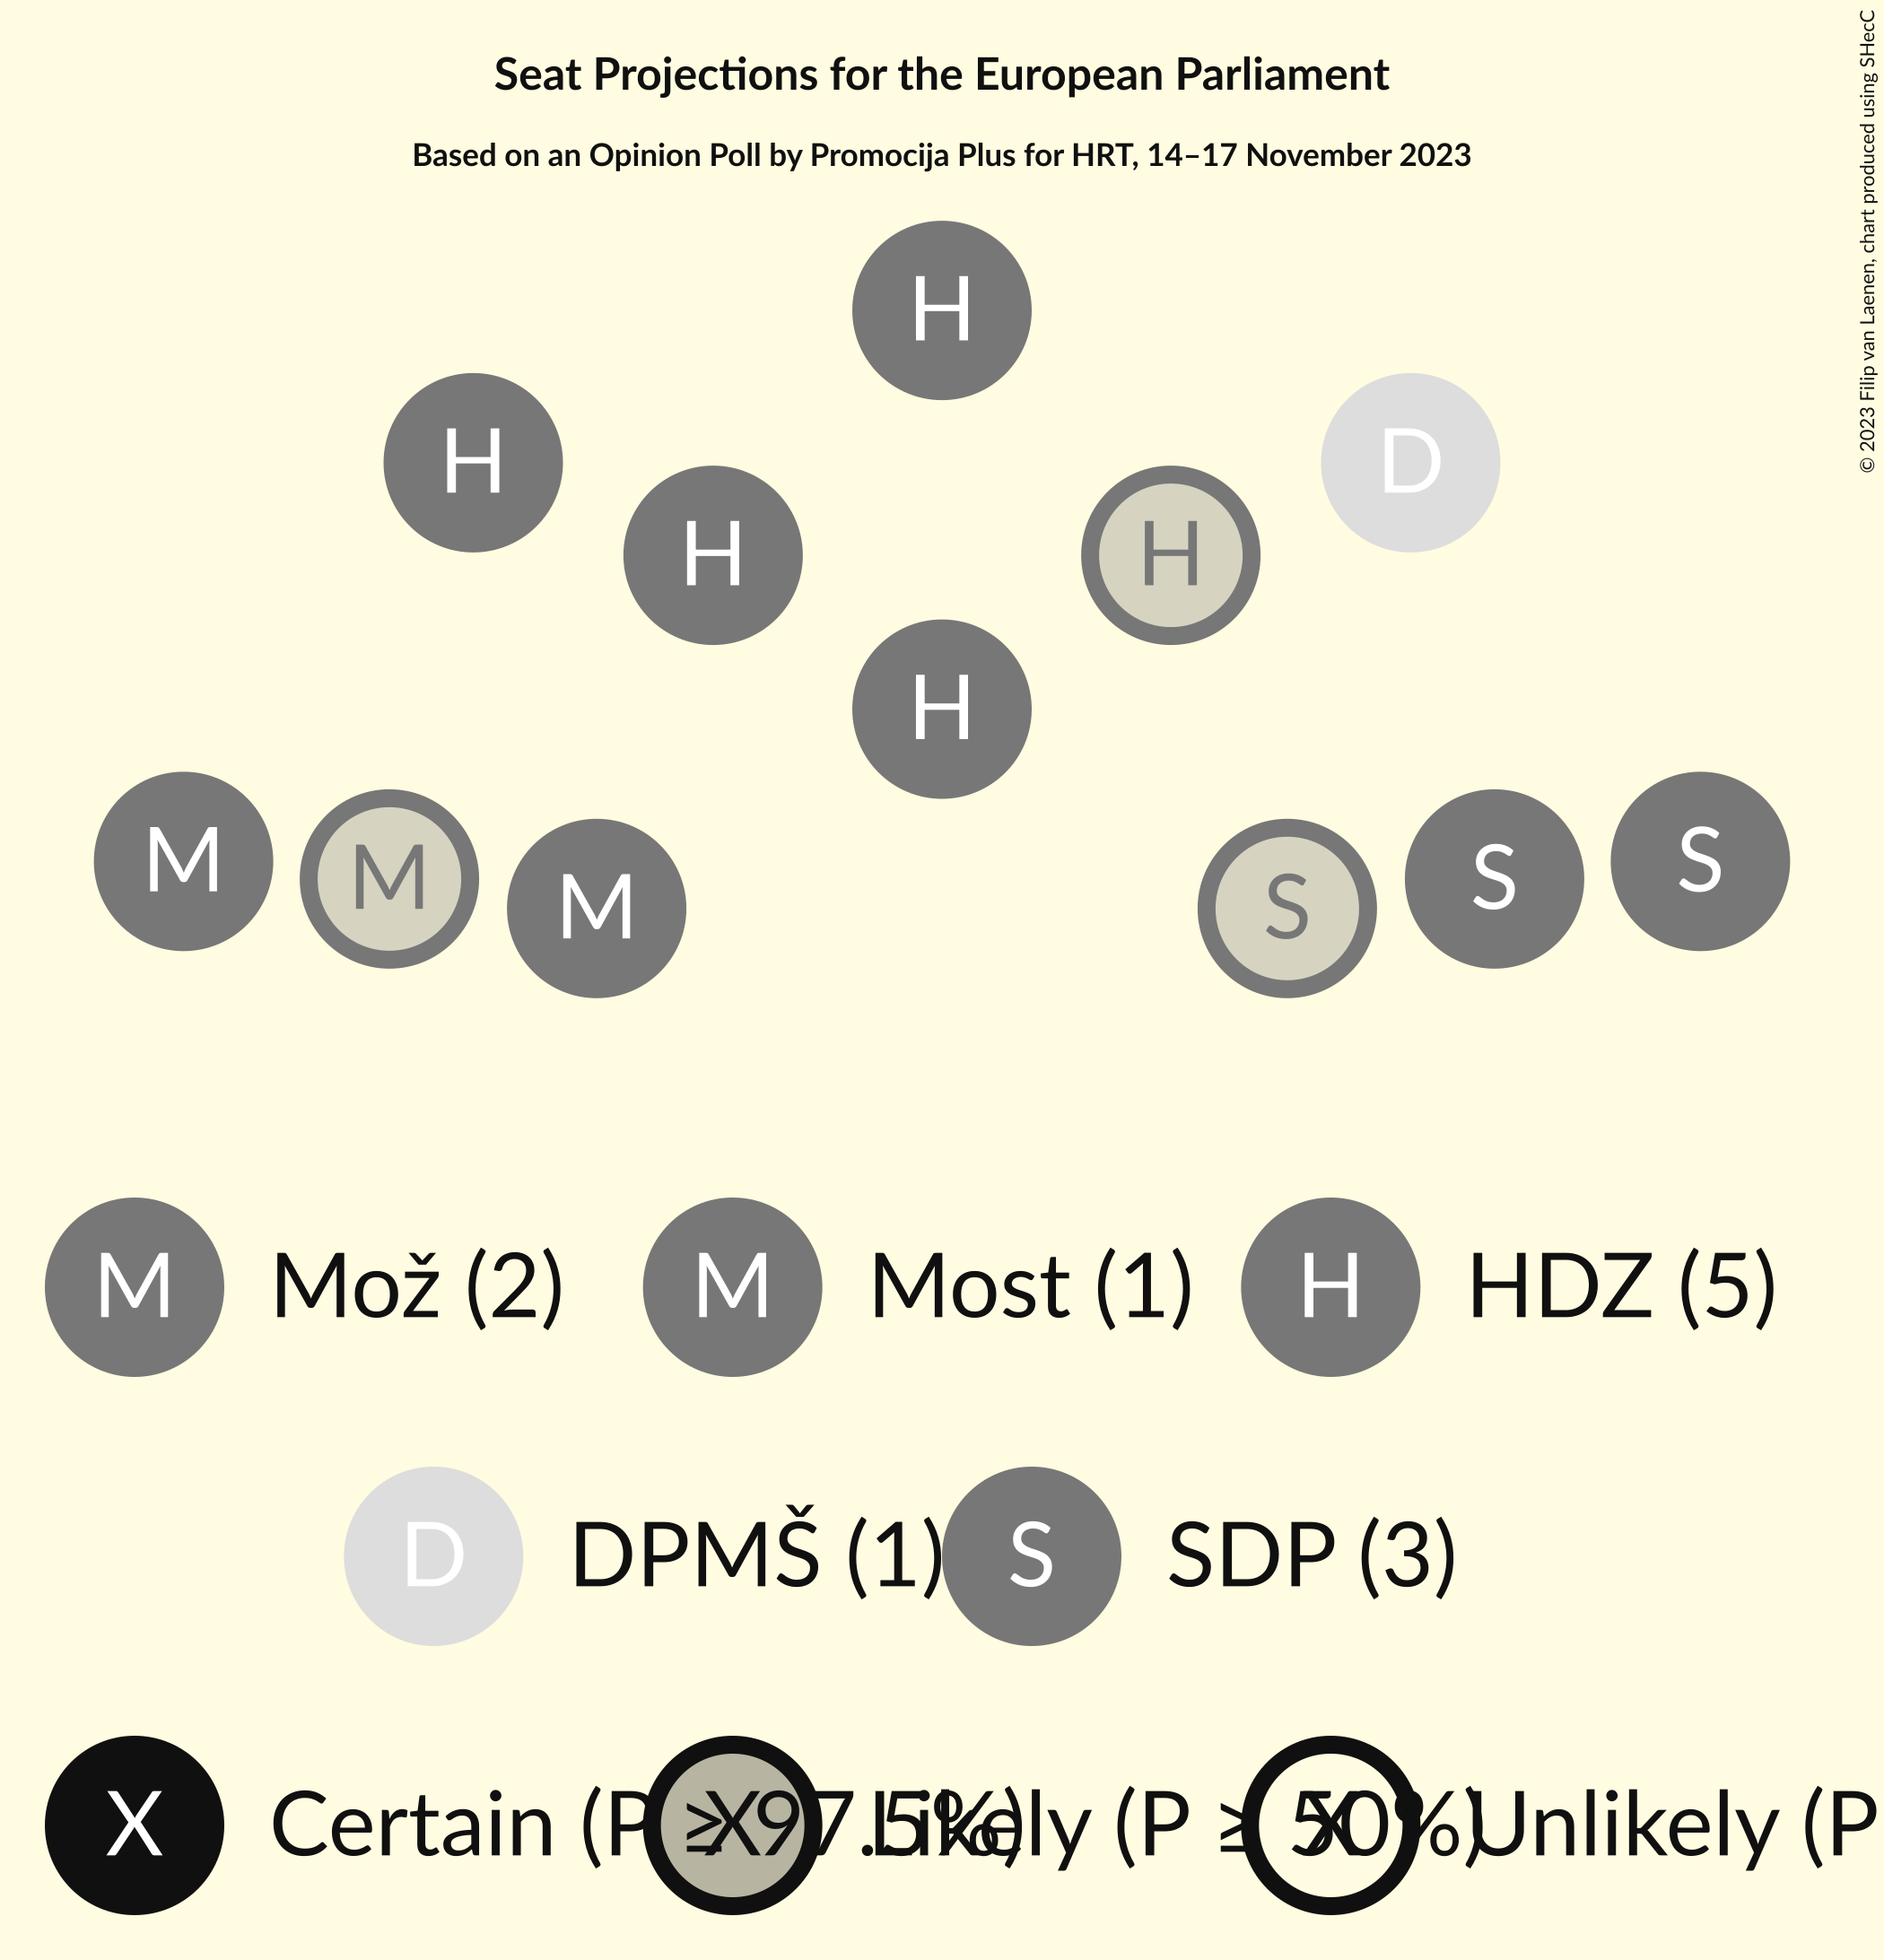 Seat Projections for the European Parliament
Based on an Opinion Poll by Promocija Plus for HRT, 14–17 November 2023
© 2023 Filip van Laenen, chart produced using SHecC
H
H
D
H
H
H
M
M
M
S
S
S
M Mož (2) M Most (1) H HDZ (5)
D DPMŠ (1) S SDP (3)
X Certain (P ≥ 97.5%) X Likely (P ≥ 50%) X Unlikely (P